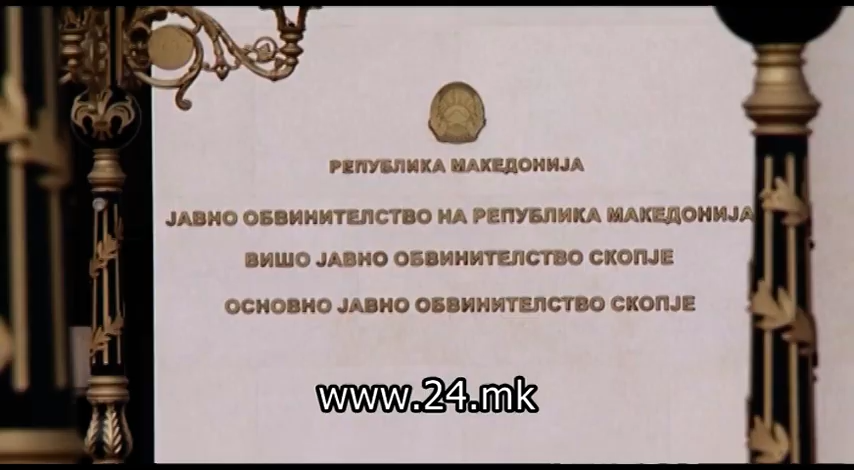 РЕПУБЛИКА МАКЕДОНИЈА
ЈАВНО ОБВИНИТЕЛСТВО НА РЕПУБЛИКА МАКЕДОНИЈА
ВИШО ЈАВНО ОБВИНИТЕЛСТВО СКОПЈЕ
ОСНОВНО ЈАВНО ОБВИНИТЕЛСТВО СКОПЈЕ
www.24.mk